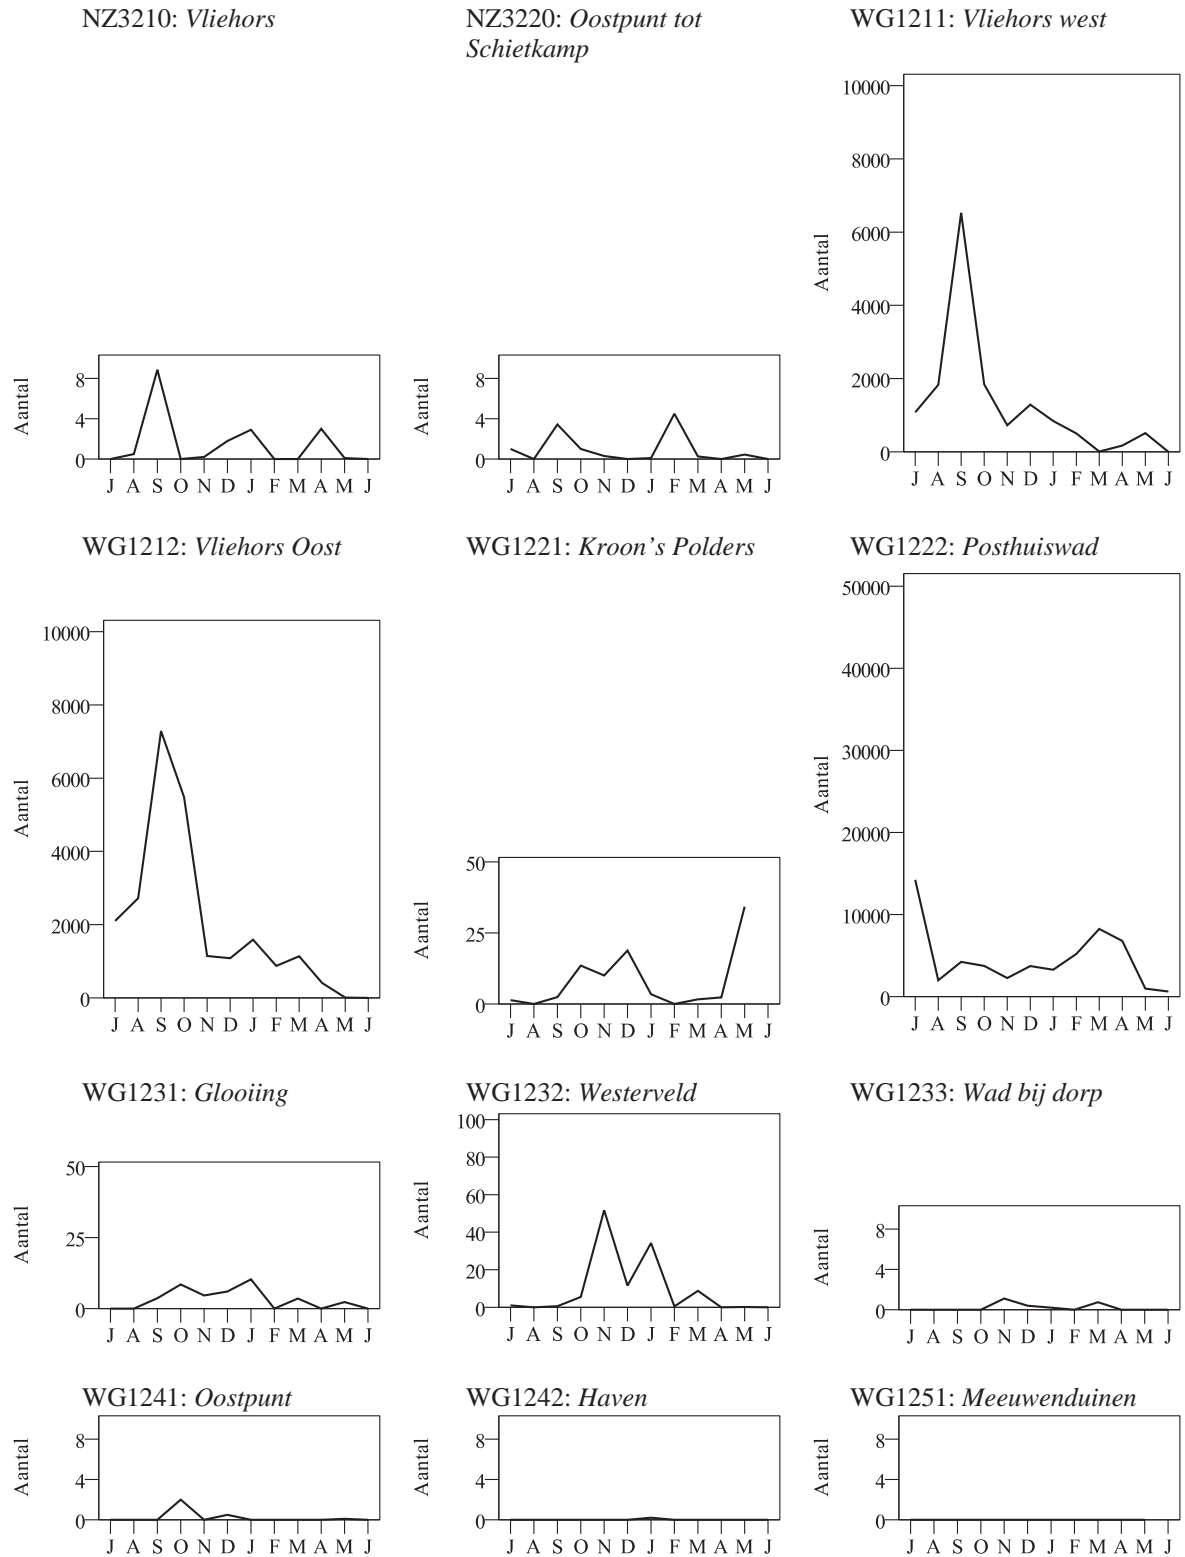 NZ3210: Vliehors
NZ3220: Oostpunt tot
Schietkamp
WG1211: Vliehors west
Aantal
8
4
0
J A S O N D J F M A M J
Aantal
8
4
0
J A S O N D J F M A M J
Aantal
10000
8000
6000
4000
2000
0
J A S O N D J F M A M J
WG1212: Vliehors Oost
WG1221: Kroon's Polders
WG1222: Posthuiswad
Aantal
10000
8000
6000
4000
2000
0
J A S O N D J F M A M J
Aantal
50
25
0
J A S O N D J F M A M J
Aantal
50000
40000
30000
20000
10000
0
J A S O N D J F M A M J
WG1231: Glooiing
WG1232: Westerveld
WG1233: Wad bij dorp
Aantal
50
25
0
J A S O N D J F M A M J
Aantal
100
80
60
40
20
0
J A S O N D J F M A M J
Aantal
8
4
0
J A S O N D J F M A M J
WG1241: Oostpunt
WG1242: Haven
WG1251: Meeuwenduinen
Aantal
8
4
0
J A S O N D J F M A M J
Aantal
8
4
0
J A S O N D J F M A M J
Aantal
8
4
0
J A S O N D J F M A M J